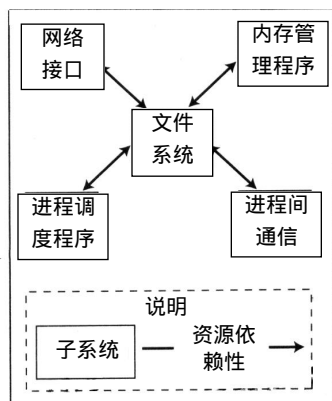 网络
接口
内存管
理程序
文件
系统
进程调
度程序
进程间
通信
说明
子系统
资源依
赖性